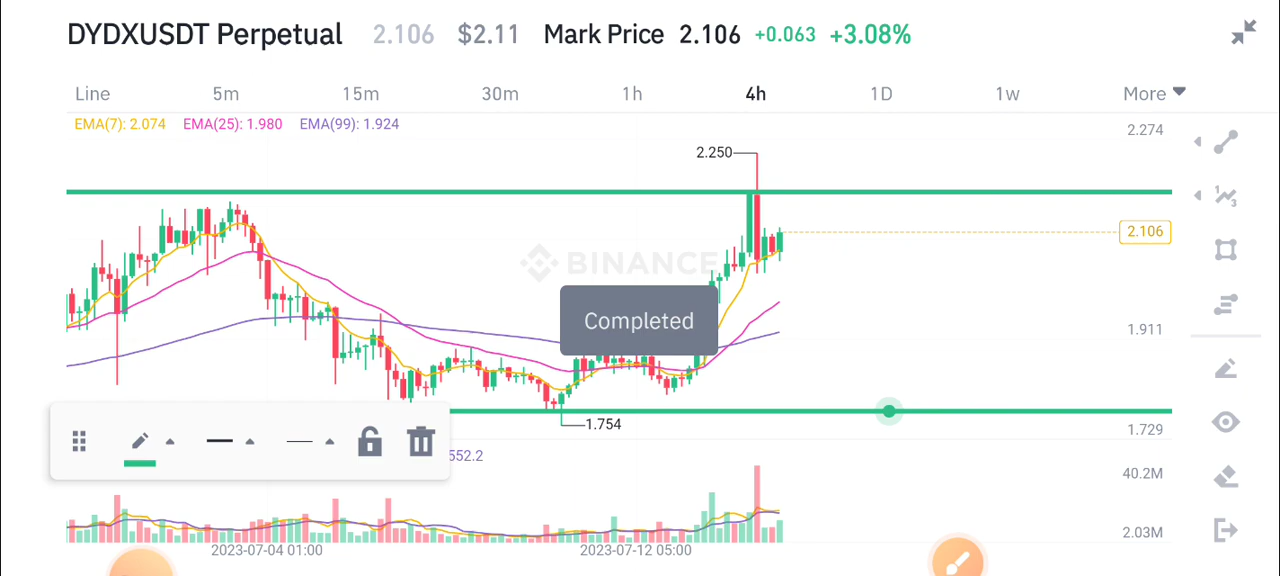 DYDXUSDT Perpetual 2.106 $2.11 Mark Price 2.106 +0.063 +3.08%
Line 5m 15m 30m 1h 4h 1D 1w More
EMA(7): 2.074 EMA(25): 1.980 EMA(99): 1.924
2.274
2.250
2.106
BINANCE
Completed
1.911
1.754
1.729
552.2
40.2M
2.03M
2023-07-04 01:00 2023-07-12 05:00